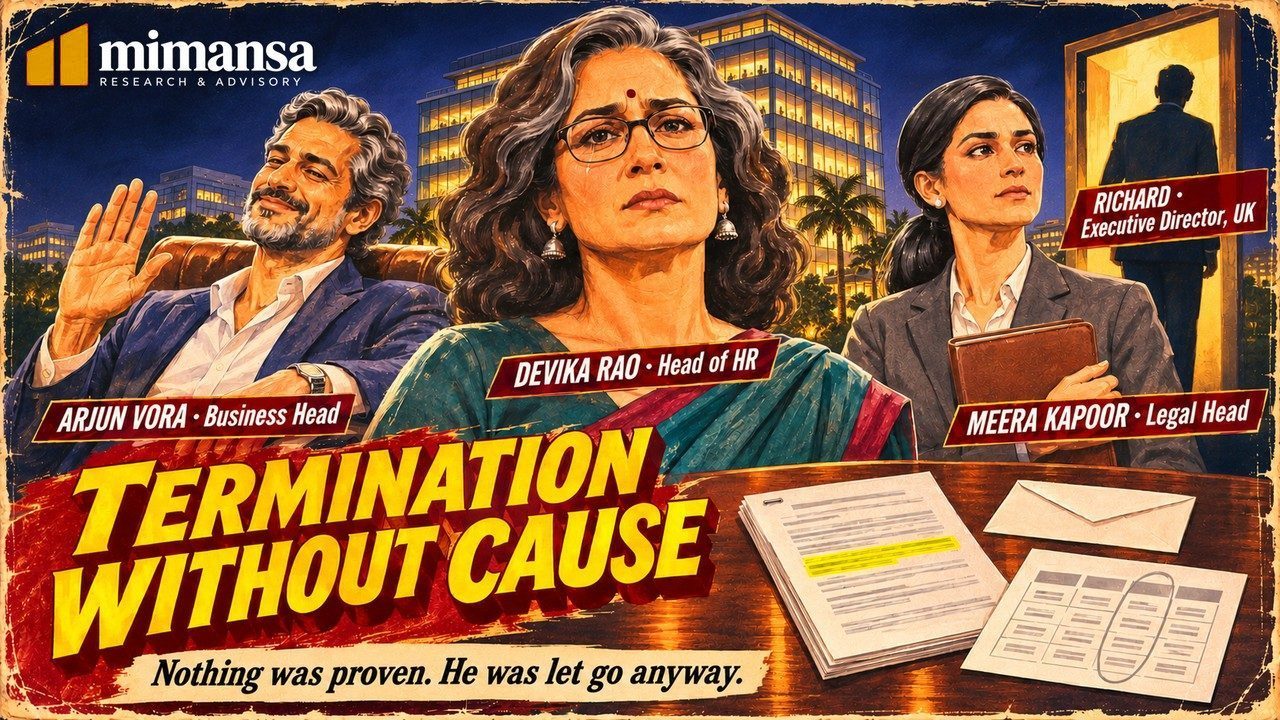 mimansa
RESEARCH & ADVISORY
RICHARD •
Executive Director, UK
DEVIKA RAO • Head of HR
ARJUN VORA • Business Head
MEERA KAPOOR • Legal Head
TERMINATION
WITHOUT CAUSE
Nothing was proven. He was let go anyway.